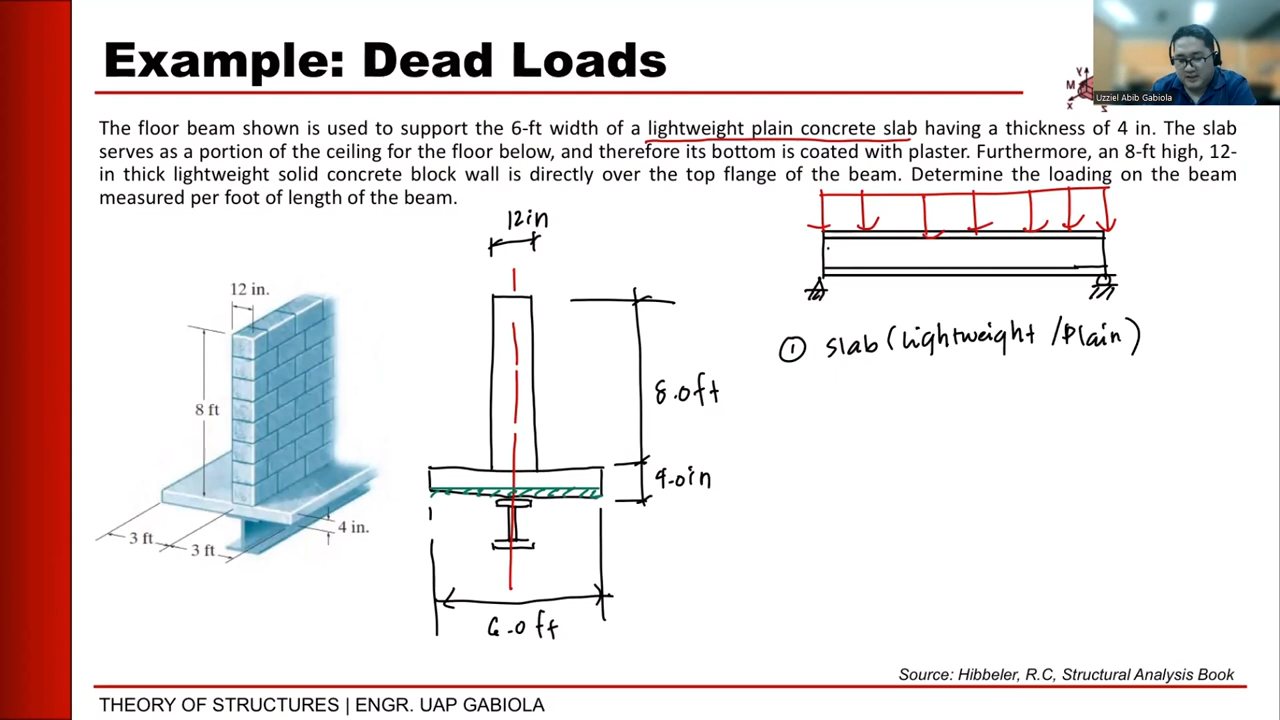 Example: Dead Loads
Y
M
X
Z
Uzziel Abib Gabiola
The floor beam shown is used to support the 6-ft width of a lightweight plain concrete slab having a thickness of 4 in. The slab
serves as a portion of the ceiling for the floor below, and therefore its bottom is coated with plaster. Furthermore, an 8-ft high, 12-
in thick lightweight solid concrete block wall is directly over the top flange of the beam. Determine the loading on the beam
measured per foot of length of the beam.
12in
12 in.
8 ft
3 ft
3 ft
4 in.
8.0ft
4.0in
6.0ft
① slab (lightweight /Plain)
Source: Hibbeler, R.C, Structural Analysis Book
THEORY OF STRUCTURES | ENGR. UAP GABIOLA